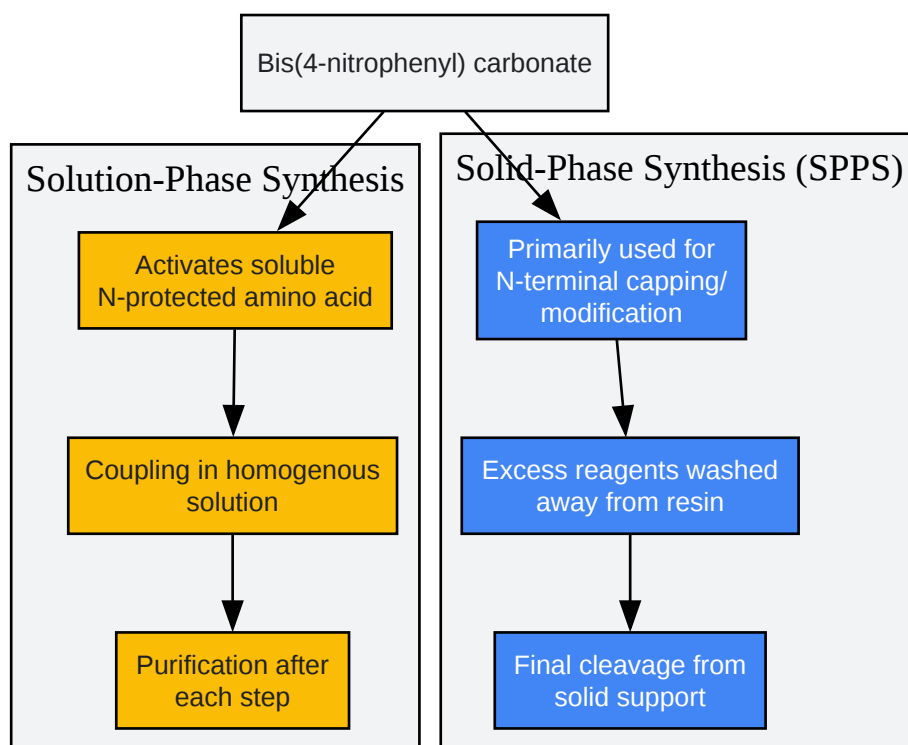 Bis(4-nitrophenyl) carbonate
Solution-Phase Synthesis
Activates soluble
N-protected amino acid
Coupling in homogenous
solution
Purification after
each step
Solid-Phase Synthesis (SPPS)
Primarily used for
N-terminal capping/
modification
Excess reagents washed
away from resin
Final cleavage from
solid support